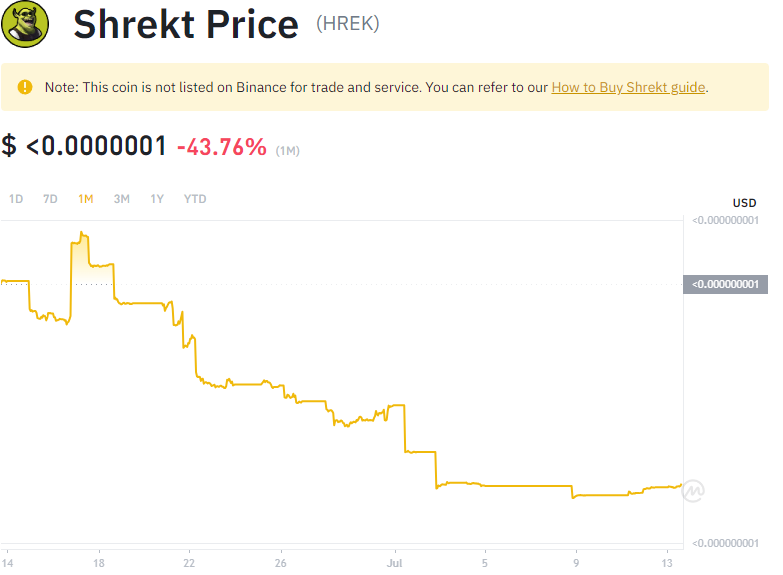 Shrekt Price (HREK)
Note: This coin is not listed on Binance for trade and service. You can refer to our How to Buy Shrekt guide.
$ <0.0000001 -43.76% (1M)
1D 7D 1M 3M 1Y YTD
USD
<0.000000001
<0.000000001
<0.000000001
14 18 22 26 Jul 5 9 13